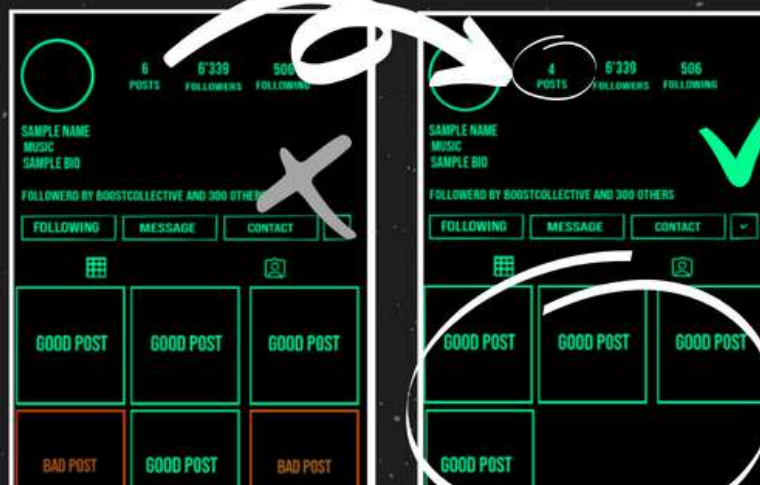 6 6'339 506
POSTS FOLLOWERS FOLLOWING
SAMPLE NAME
MUSIC
SAMPLE BIO
FOLLOWERD BY BOOSTCOLLECTIVE AND 300 OTHERS
FOLLOWING MESSAGE CONTACT
GOOD POST GOOD POST GOOD POST
BAD POST GOOD POST BAD POST
4 6'339 506
POSTS FOLLOWERS FOLLOWING
SAMPLE NAME
MUSIC
SAMPLE BIO
FOLLOWERD BY BOOSTCOLLECTIVE AND 300 OTHERS
FOLLOWING MESSAGE CONTACT
GOOD POST GOOD POST GOOD POST
GOOD POST